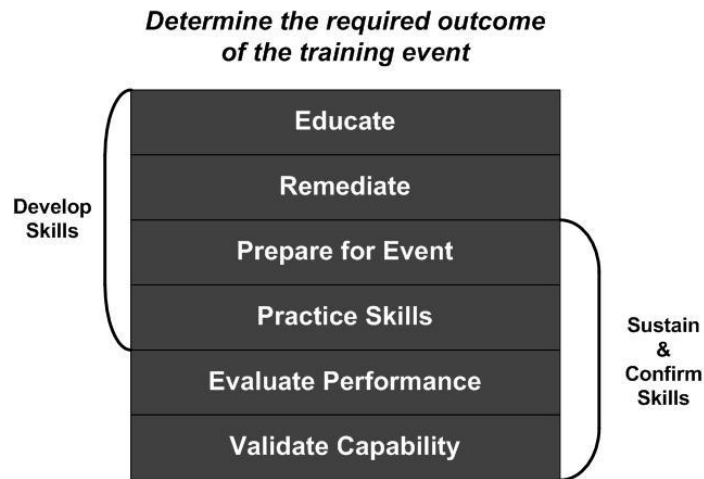 Determine the required outcome
of the training event
Educate
Remediate
Develop
Skills
Prepare for Event
Practice Skills
Sustain
&
Confirm
Skills
Evaluate Performance
Validate Capability